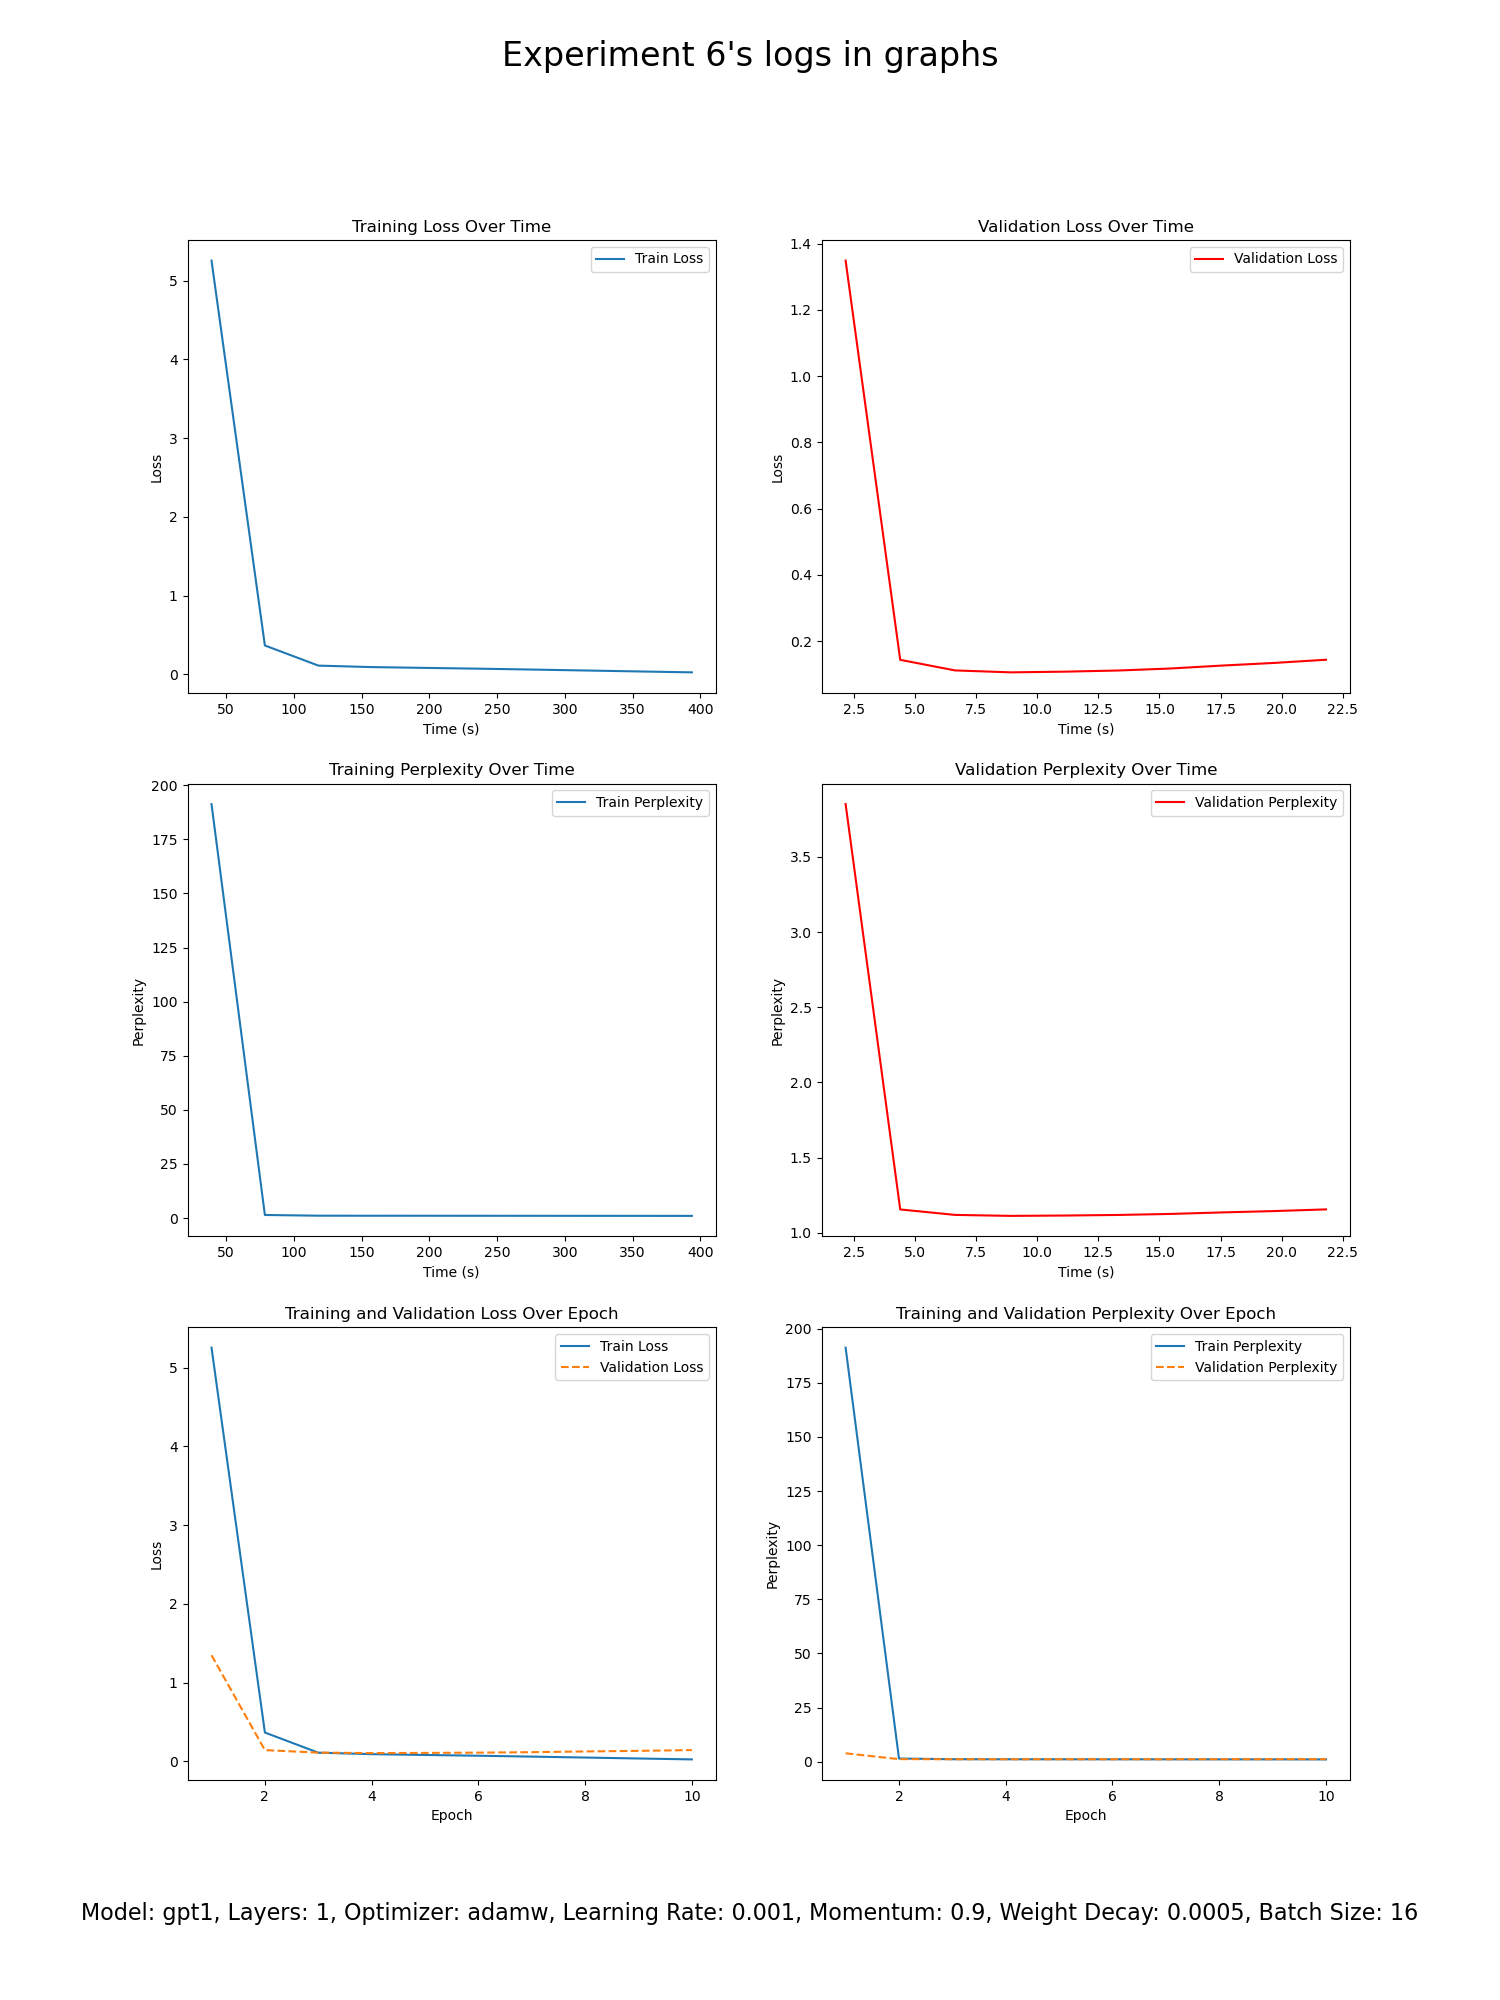 Experiment 6's logs in graphs
Training Loss Over Time
Train Loss
5
4
3
2
1
0
Loss
50 100 150 200 250 300 350 400
Time (s)
Validation Loss Over Time
Validation Loss
1.4
1.2
1.0
0.8
0.6
0.4
0.2
Loss
2.5 5.0 7.5 10.0 12.5 15.0 17.5 20.0 22.5
Time (s)
Training Perplexity Over Time
Train Perplexity
200
175
150
125
100
75
50
25
0
Perplexity
50 100 150 200 250 300 350 400
Time (s)
Validation Perplexity Over Time
Validation Perplexity
3.5
3.0
2.5
2.0
1.5
1.0
Perplexity
2.5 5.0 7.5 10.0 12.5 15.0 17.5 20.0 22.5
Time (s)
Training and Validation Loss Over Epoch
Train Loss
Validation Loss
5
4
3
2
1
0
Loss
2 4 6 8 10
Epoch
Training and Validation Perplexity Over Epoch
Train Perplexity
Validation Perplexity
200
175
150
125
100
75
50
25
0
Perplexity
2 4 6 8 10
Epoch
Model: gpt1, Layers: 1, Optimizer: adamw, Learning Rate: 0.001, Momentum: 0.9, Weight Decay: 0.0005, Batch Size: 16